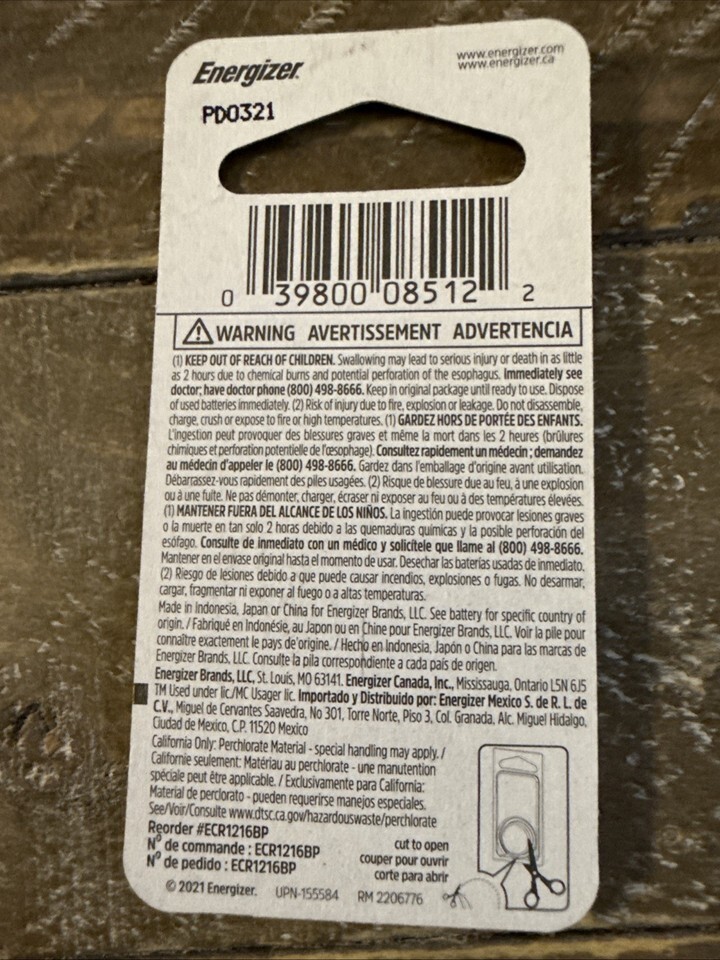 Energizer.
www.energizer.com
www.energizer.ca
PD0321
0 39800 08512 2
WARNING AVERTISSEMENT ADVERTENCIA
(1) KEEP OUT OF REACH OF CHILDREN. Swallowing may lead to serious injury or death in as little
as 2 hours due to chemical burns and potential perforation of the esophagus. Immediately see
doctor; have doctor phone (800) 498-8666. Keep in original package until ready to use. Dispose
of used batteries immediately. (2) Risk of injury due to fire, explosion or leakage. Do not disassemble,
charge, crush or expose to fire or high temperatures. (1) GARDEZ HORS DE PORTÉE DES ENFANTS.
L'ingestion peut provoquer des blessures graves et même la mort dans les 2 heures (brûlures
chimiques et perforation potentielle de l'œsophage). Consultez rapidement un médecin ; demandez
au médecin d'appeler le (800) 498-8666. Gardez dans l'emballage d'origine avant utilisation.
Débarrassez-vous rapidement des piles usagées. (2) Risque de blessure due au feu, à une explosion
ou à une fuite. Ne pas démonter, charger, écraser ni exposer au feu ou à des températures élevées.
(1) MANTENER FUERA DEL ALCANCE DE LOS NIÑOS. La ingestión puede provocar lesiones graves
o la muerte en tan solo 2 horas debido a las quemaduras químicas y la posible perforación del
esófago. Consulte de inmediato con un médico y solicítele que llame al (800) 498-8666.
Mantener en el envase original hasta el momento de usar. Desechar las baterías usadas de inmediato.
(2) Riesgo de lesiones debido a que puede causar incendios, explosiones o fugas. No desarmar,
cargar, fragmentar ni exponer al fuego o a altas temperaturas.
Made in Indonesia, Japan or China for Energizer Brands, LLC. See battery for specific country of
origin. / Fabriqué en Indonésie, au Japon ou en Chine pour Energizer Brands, LLC. Voir la pile pour
connaître exactement le pays d'origine. / Hecho en Indonesia, Japón o China para las marcas de
Energizer Brands, LLC. Consulte la pila correspondiente a cada país de origen.
Energizer Brands, LLC, St. Louis, MO 63141. Energizer Canada, Inc., Mississauga, Ontario L5N 6J5
TM Used under lic./MC Usager lic. Importado y Distribuido por: Energizer Mexico S. de R. L. de
C.V., Miguel de Cervantes Saavedra, No 301, Torre Norte, Piso 3, Col. Granada, Alc. Miguel Hidalgo,
Ciudad de Mexico, C.P. 11520 Mexico
California Only: Perchlorate Material - special handling may apply. /
Californie seulement: Matériau au perchlorate - une manutention
spéciale peut être applicable. / Exclusivamente para California:
Material de perclorato - pueden requerirse manejos especiales.
See/Voir/Consulte www.dtsc.ca.gov/hazardouswaste/perchlorate
Reorder #ECR1216BP
N° de commande : ECR1216BP
N° de pedido : ECR1216BP
cut to open
couper pour ouvrir
corte para abrir
© 2021 Energizer. UPN-155584 RM 2206776